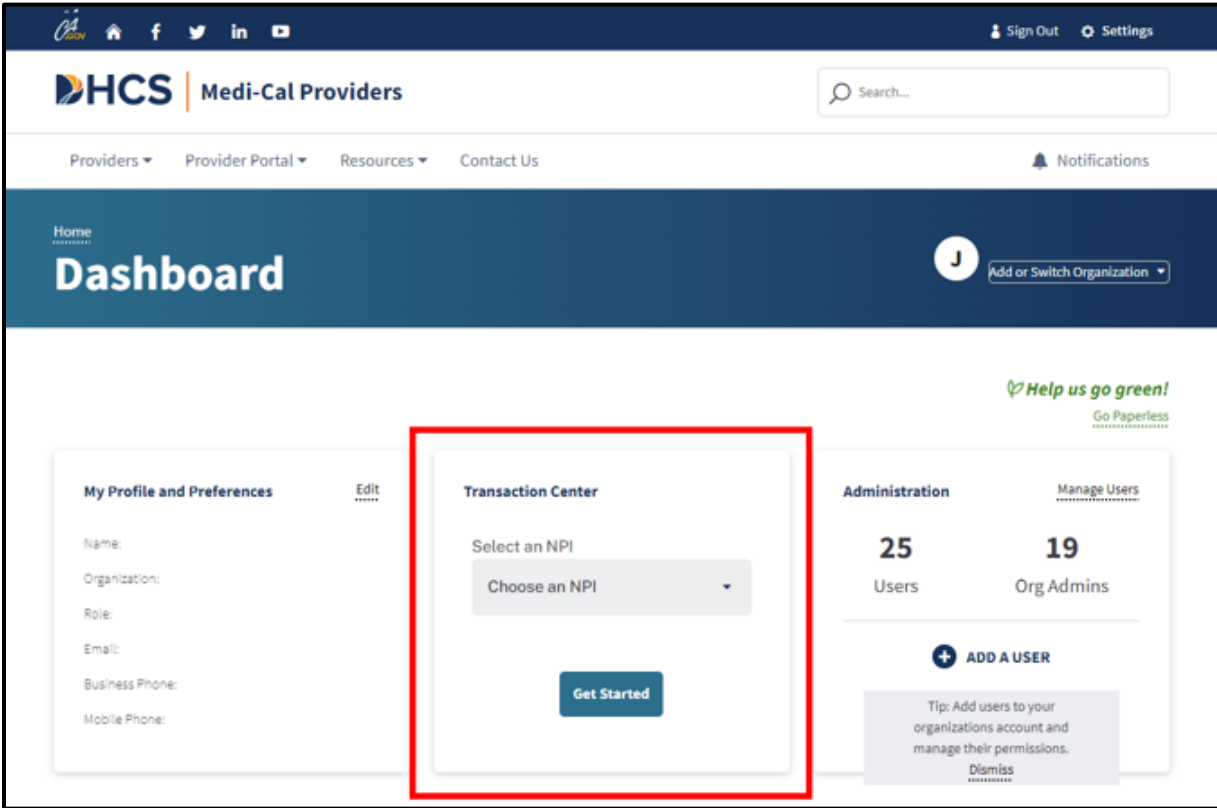 CA.GOV
Sign Out Settings
DHCS Medi-Cal Providers
Search...
Providers Provider Portal Resources Contact Us Notifications
Home
Dashboard
J
Add or Switch Organization
Help us go green!
Go Paperless
My Profile and Preferences Edit
Name:
Organization:
Role:
Email:
Business Phone:
Mobile Phone:
Transaction Center
Select an NPI
Choose an NPI
Get Started
Administration Manage Users
25 19
Users Org Admins
ADD A USER
Tip: Add users to your
organizations account and
manage their permissions.
Dismiss